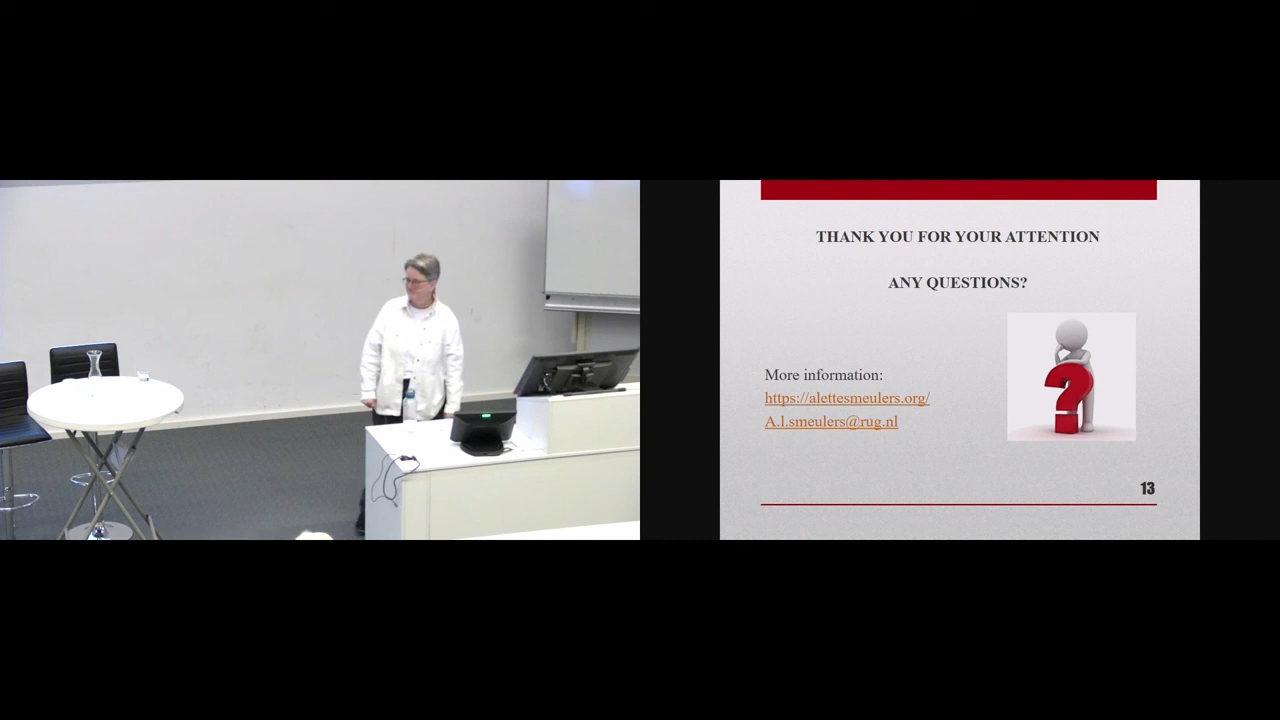 THANK YOU FOR YOUR ATTENTION
ANY QUESTIONS?
More information:
https://alettesmeulers.org/
A.l.smeulers@rug.nl
13